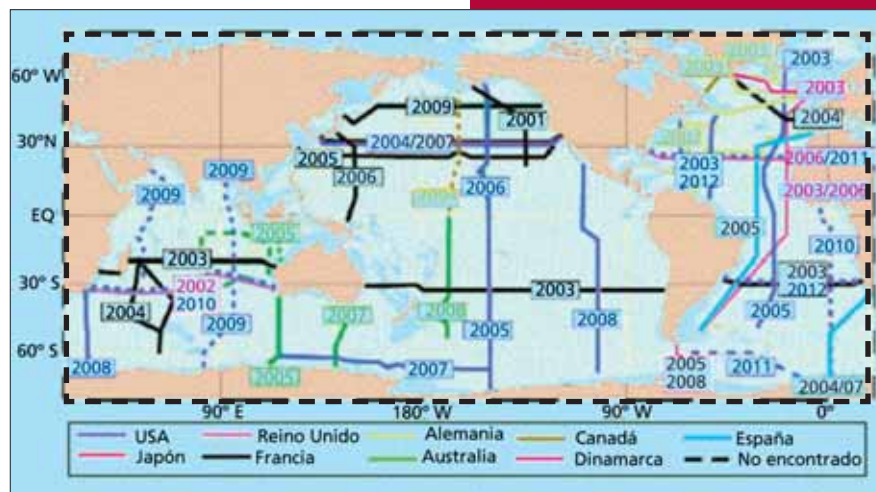 2003 2003 2003
60° W 2003 2003
2009 2001 2004
30°N 2004/2007
2005 2003 2006/2011
2006 2006 2012
2009 2009 2003/2006
EQ 2005 2005 2010
2003 2003
30° S 2002 2003 2012
2004 2010 2007 2008 2005
2009
60° S 2005 2008
2008 2005 2007 2005 2011
2008 2004/07
90° E 180° W 90° W 0°
USA Reino Unido Alemania Canadá España
Japón Francia Australia Dinamarca No encontrado